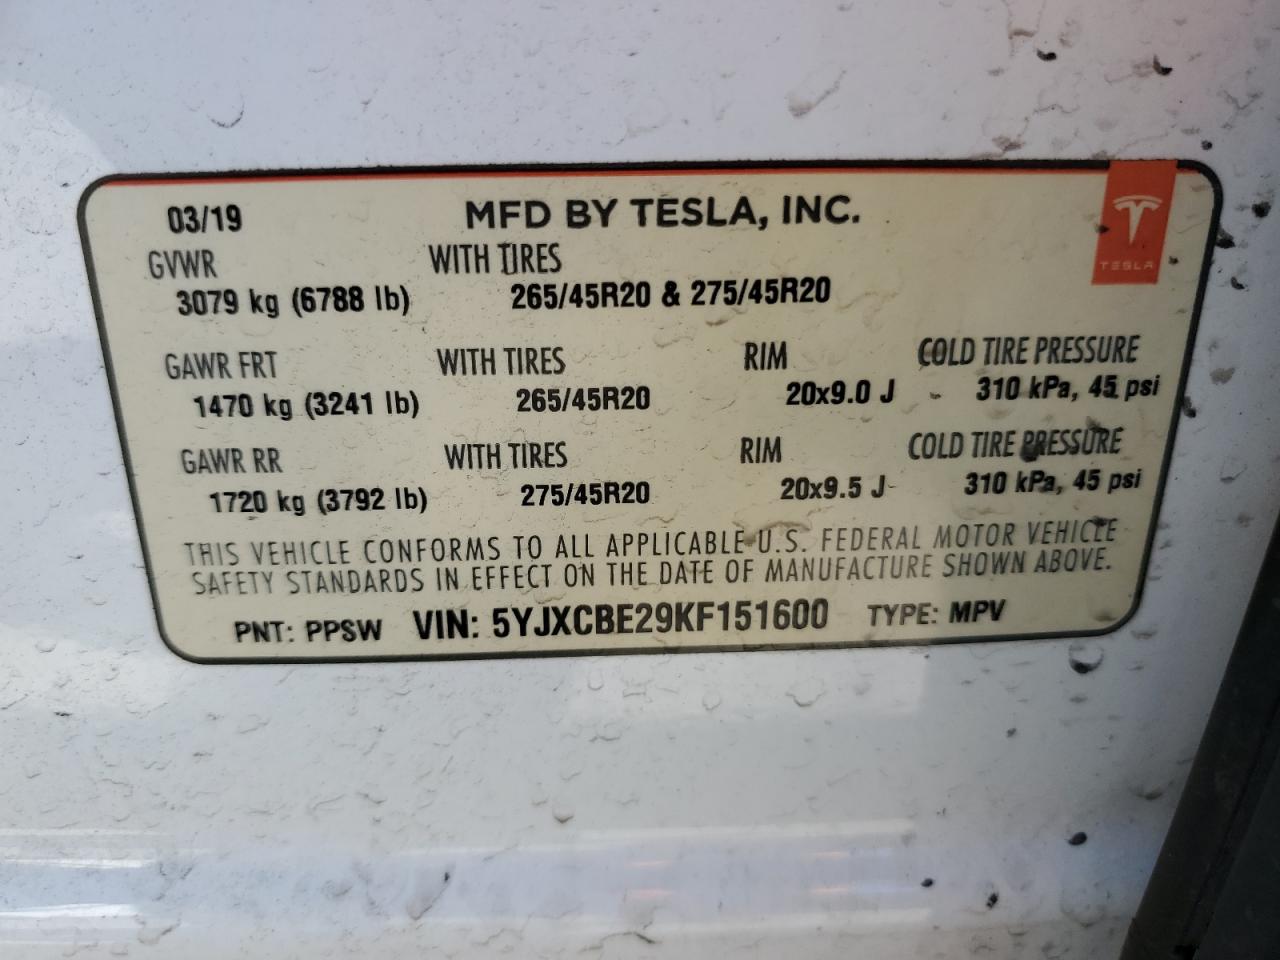 03/19 MFD BY TESLA, INC.
TESLA
GVWR WITH TIRES
3079 kg (6788 lb) 265/45R20 & 275/45R20
GAWR FRT WITH TIRES RIM COLD TIRE PRESSURE
1470 kg (3241 lb) 265/45R20 20x9.0 J 310 kPa, 45 psi
GAWR RR WITH TIRES RIM COLD TIRE PRESSURE
1720 kg (3792 lb) 275/45R20 20x9.5 J 310 kPa, 45 psi
THIS VEHICLE CONFORMS TO ALL APPLICABLE U.S. FEDERAL MOTOR VEHICLE
SAFETY STANDARDS IN EFFECT ON THE DATE OF MANUFACTURE SHOWN ABOVE.
PNT: PPSW VIN: 5YJXCBE29KF151600 TYPE: MPV